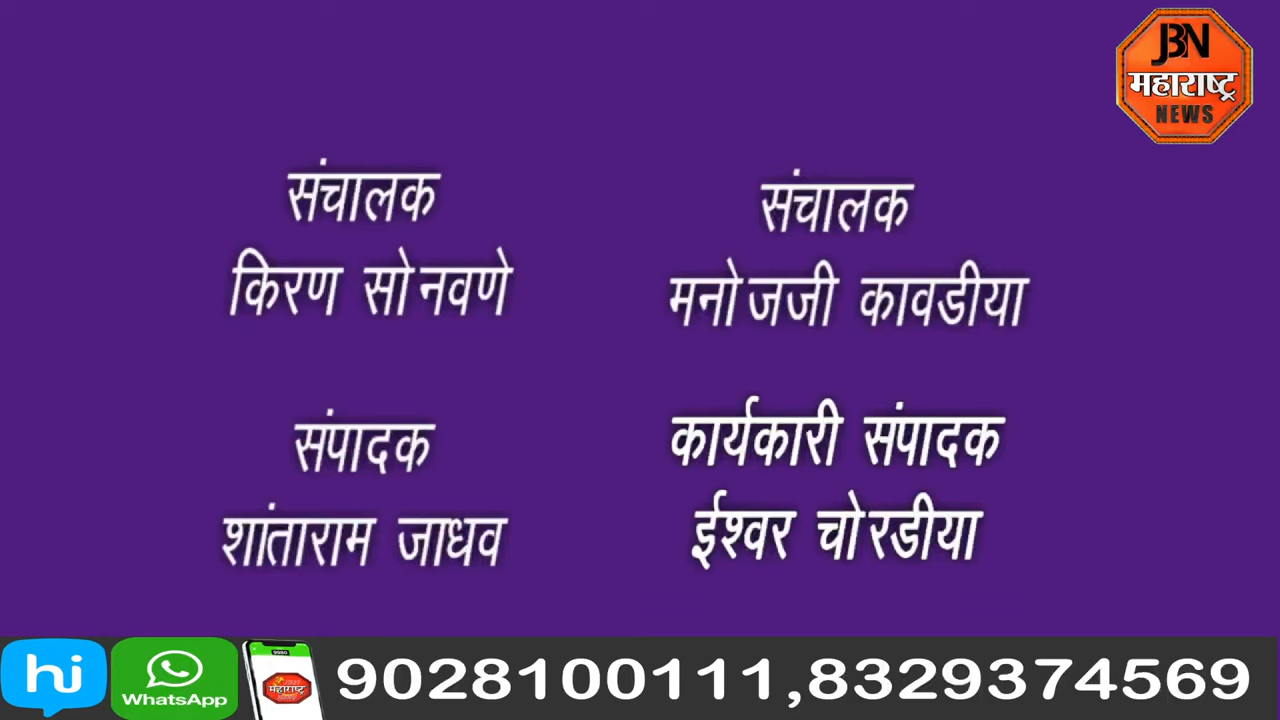 JBN
महाराष्ट्र
NEWS
संचालक
किरण सोनवणे
संचालक
मनोजजी कावडीया
संपादक
शांताराम जाधव
कार्यकारी संपादक
ईश्वर चोरडीया
hi
WhatsApp
महाराष्ट्र
9028100111,8329374569